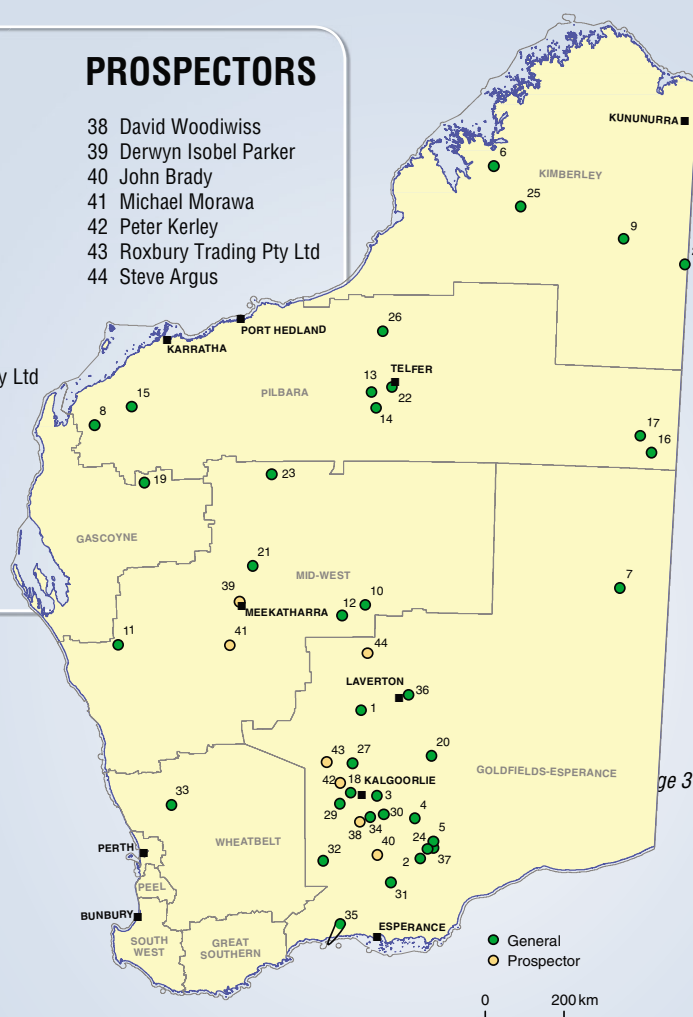 PROSPECTORS
38 David Woodiwiss
39 Derwyn Isobel Parker
40 John Brady
41 Michael Morawa
42 Peter Kerley
43 Roxbury Trading Pty Ltd
44 Steve Argus
y Ltd
KUNUNURRA
6
KIMBERLEY
25
9
26
PORT HEDLAND
KARRATHA
TELFER
13
22
PILBARA
14
15
8
17
16
23
19
GASCOYNE
21
MID-WEST
7
39
10
12
MEEKATHARRA
11
41
44
LAVERTON
36
1
20
43
27
GOLDFIELDS-ESPERANCE
ge 3
42
18
KALGOORLIE
3
33
29
30
4
34
38
5
WHEATBELT
24
40
PERTH
32
2
37
PEEL
31
BUNBURY
35
ESPERANCE
SOUTH
WEST
GREAT
SOUTHERN
General
Prospector
0
200 km